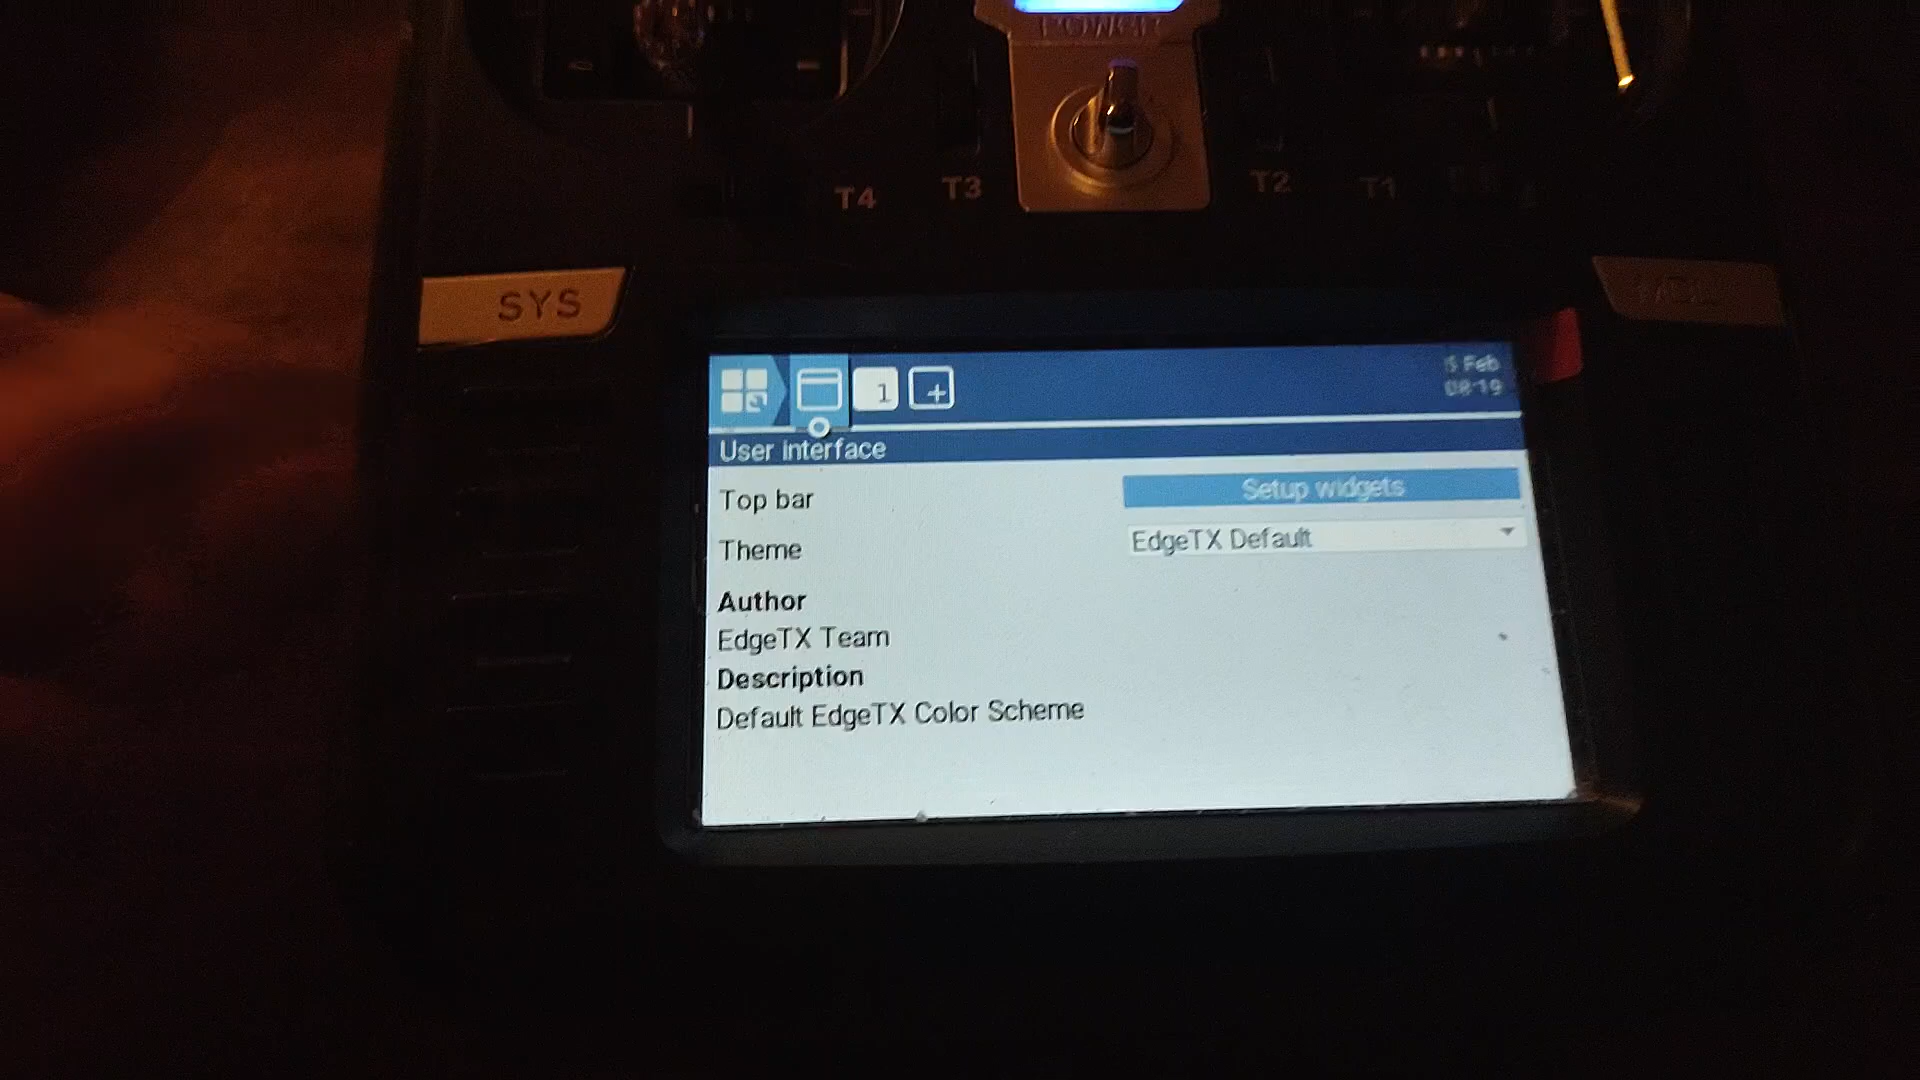 POWER
T4
T3
T2
T1
SYS
1
Feb
08:19
User interface
Top bar
Setup widgets
Theme
EdgeTX Default
Author
EdgeTX Team
Description
Default EdgeTX Color Scheme